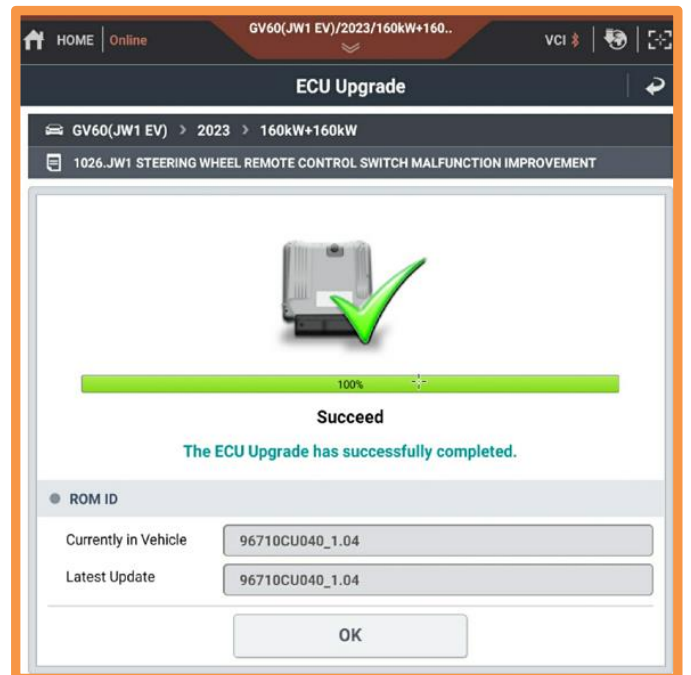 HOME Online GV60(JW1 EV)/2023/160kW+160.. VCI
ECU Upgrade
GV60(JW1 EV) > 2023 > 160kW+160kW
1026.JW1 STEERING WHEEL REMOTE CONTROL SWITCH MALFUNCTION IMPROVEMENT
100%
Succeed
The ECU Upgrade has successfully completed.
ROM ID
Currently in Vehicle 96710CU040_1.04
Latest Update 96710CU040_1.04
OK